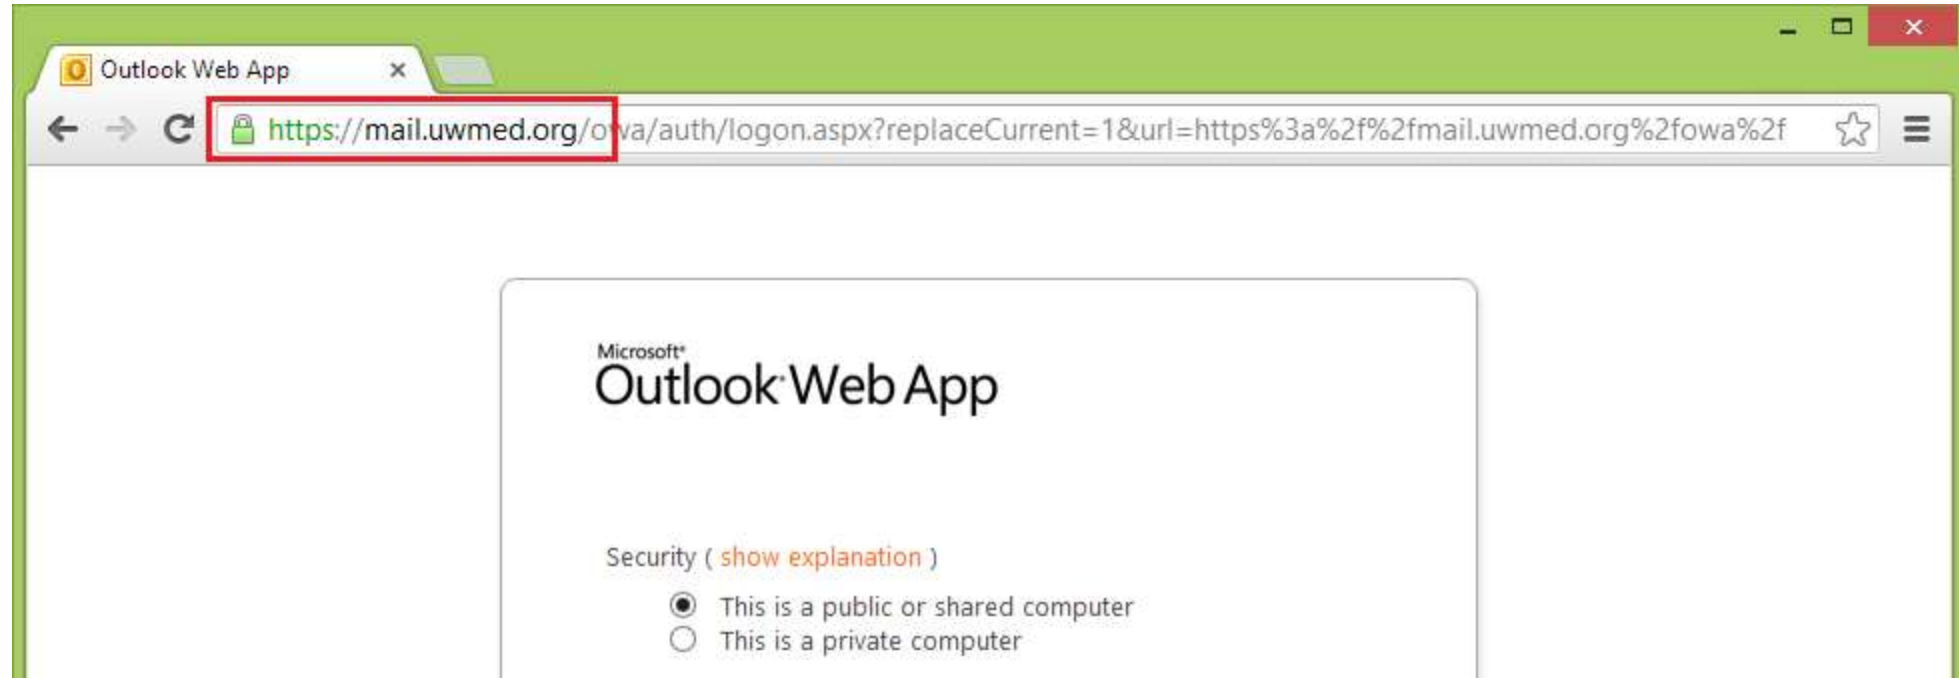 Outlook Web App
https://mail.uwmed.org/owa/auth/logon.aspx?replaceCurrent=1&url=https%3a%2f%2fmail.uwmed.org%2fowa%2f
Microsoft®
Outlook® Web App
Security ( show explanation )
This is a public or shared computer
This is a private computer